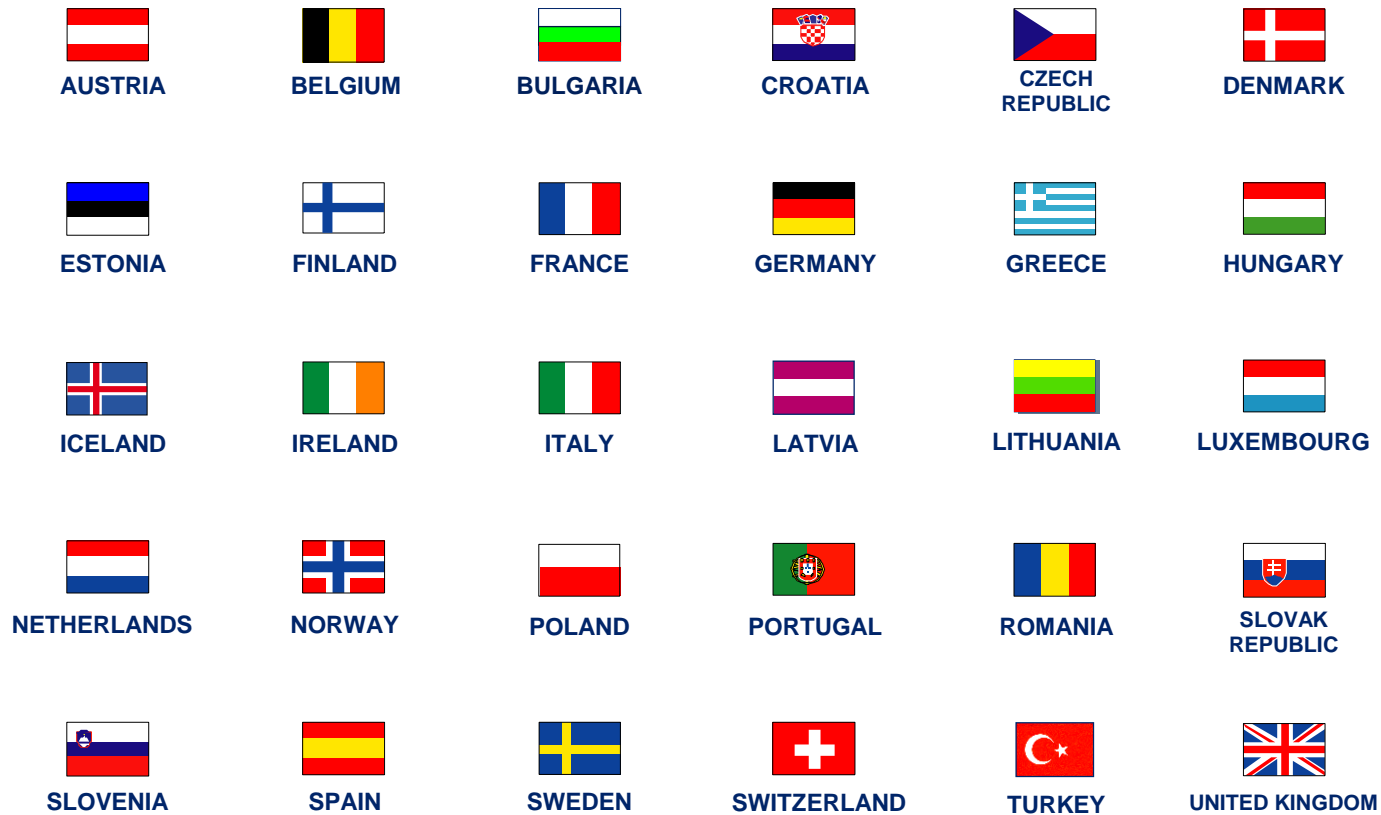 AUSTRIA
BELGIUM
BULGARIA
CROATIA
CZECH
REPUBLIC
DENMARK
ESTONIA
FINLAND
FRANCE
GERMANY
GREECE
HUNGARY
ICELAND
IRELAND
ITALY
LATVIA
LITHUANIA
LUXEMBOURG
NETHERLANDS
NORWAY
POLAND
PORTUGAL
ROMANIA
SLOVAK
REPUBLIC
SLOVENIA
SPAIN
SWEDEN
SWITZERLAND
TURKEY
UNITED KINGDOM